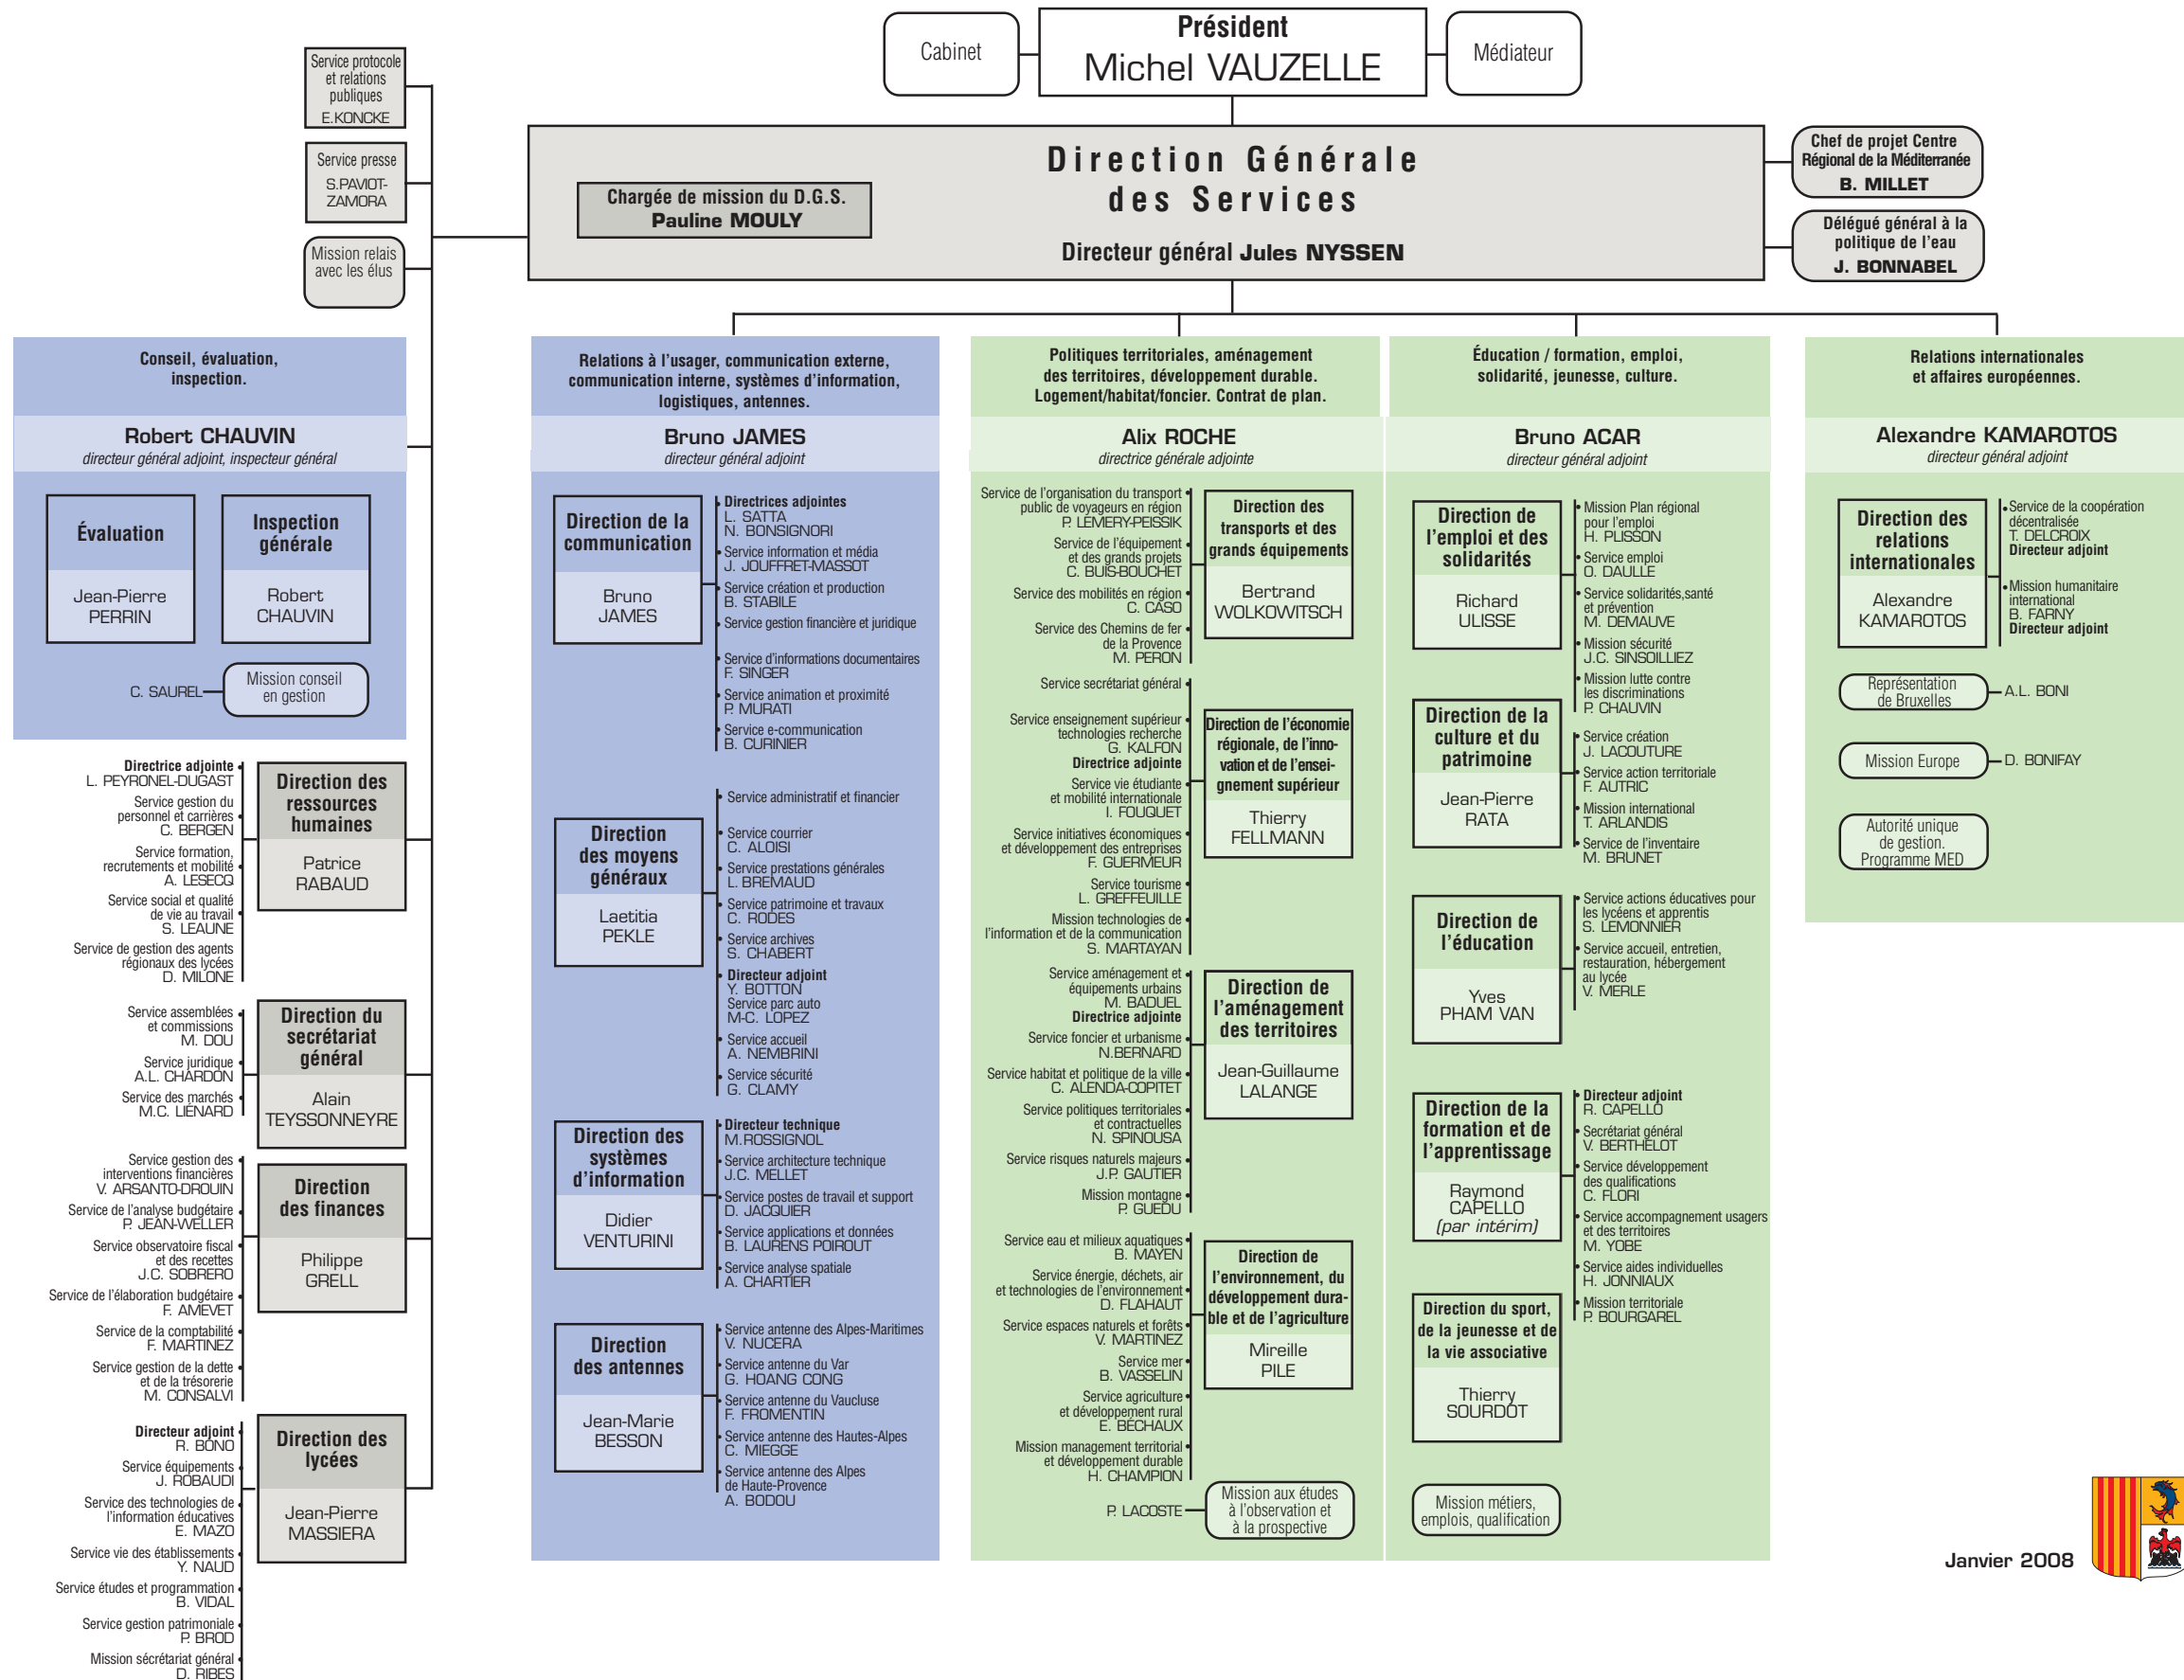 Cabinet
Président
Michel VAUZELLE
Médiateur
Service protocole
et relations
publiques
E.KONCKE
Service presse
S.PAVIOT-
ZAMORA
Mission relais
avec les élus
Direction Générale
des Services
Chargée de mission du D.G.S.
Pauline MOULY
Directeur général Jules NYSSEN
Chef de projet Centre
Régional de la Méditerranée
B. MILLET
Délégué général à la
politique de l'eau
J. BONNABEL
Conseil, évaluation,
inspection.
Robert CHAUVIN
directeur général adjoint, inspecteur général
Évaluation
Jean-Pierre
PERRIN
Inspection
générale
Robert
CHAUVIN
C. SAUREL
Mission conseil
en gestion
Directrice adjointe
L. PEYRONEL-DUGAST
Service gestion du
personnel et carrières
C. BERGEN
Service formation,
recrutements et mobilité
A. LESECQ
Service social et qualité
de vie au travail
S. LEAUNE
Service de gestion des agents
régionaux des lycées
D. MILONE
Direction des
ressources
humaines
Patrice
RABAUD
Service assemblées
et commissions
M. DOU
Service juridique
A.L. CHARDON
Service des marchés
M.C. LIÉNARD
Direction du
secrétariat
général
Alain
TEYSSONNEYRE
Service gestion des
interventions financières
V. ARSANTO-DROUIN
Service de l'analyse budgétaire
P. JEAN-WELLER
Service observatoire fiscal
et des recettes
J.C. SOBRERO
Service de l'élaboration budgétaire
F. AMEVET
Service de la comptabilité
F. MARTINEZ
Service gestion de la dette
et de la trésorerie
M. CONSALVI
Direction
des finances
Philippe
GRELL
Directeur adjoint
R. BONO
Service équipements
J. ROBAUDI
Service des technologies de
l'information éducatives
E. MAZO
Service vie des établissements
Y. NAUD
Service études et programmation
B. VIDAL
Service gestion patrimoniale
P. BROD
Mission sécrétariat général
D. RIBES
Direction des
lycées
Jean-Pierre
MASSIERA
Relations à l'usager, communication externe,
communication interne, systèmes d'information,
logistiques, antennes.
Bruno JAMES
directeur général adjoint
Direction de la
communication
Bruno
JAMES
Directrices adjointes
L. SATTA
N. BONSIGNORI
Service information et média
J. JOUFFRET-MASSOT
Service création et production
B. STABILE
Service gestion financière et juridique
Service d'informations documentaires
F. SINGER
Service animation et proximité
P. MURATI
Service e-communication
B. CURINIER
Direction
des moyens
généraux
Laetitia
PEKLE
Service administratif et financier
Service courrier
C. ALOISI
Service prestations générales
L. BREMAUD
Service patrimoine et travaux
C. RODES
Service archives
S. CHABERT
Directeur adjoint
Y. BOTTON
Service parc auto
M-C. LOPEZ
Service accueil
A. NEMBRINI
Service sécurité
G. CLAMY
Direction des
systèmes
d'information
Didier
VENTURINI
Directeur technique
M.ROSSIGNOL
Service architecture technique
J.C. MELLET
Service postes de travail et support
D. JACQUIER
Service applications et données
B. LAURENS POIROUT
Service analyse spatiale
A. CHARTIER
Direction
des antennes
Jean-Marie
BESSON
Service antenne des Alpes-Maritimes
V. NUCERA
Service antenne du Var
G. HOANG CONG
Service antenne du Vaucluse
F. FROMENTIN
Service antenne des Hautes-Alpes
C. MIEGGE
Service antenne des Alpes
de Haute-Provence
A. BODOU
Politiques territoriales, aménagement
des territoires, développement durable.
Logement/habitat/foncier. Contrat de plan.
Alix ROCHE
directrice générale adjointe
Service de l'organisation du transport
public de voyageurs en région
P. LEMERY-PEISSIK
Service de l'équipement
et des grands projets
C. BUIS-BOUCHET
Service des mobilités en région
C. CASO
Service des Chemins de fer
de la Provence
M. PERON
Direction des
transports et des
grands équipements
Bertrand
WOLKOWITSCH
Service secrétariat général
Service enseignement supérieur
technologies recherche
G. KALFON
Directrice adjointe
Service vie étudiante
et mobilité internationale
I. FOUQUET
Service initiatives économiques
et développement des entreprises
F. GUERMEUR
Service tourisme
L. GREFFEUILLE
Mission technologies de
l'information et de la communication
S. MARTAYAN
Direction de l'économie
régionale, de l'inno-
vation et de l'ensei-
gnement supérieur
Thierry
FELLMANN
Service aménagement et
équipements urbains
M. BADUEL
Directrice adjointe
Service foncier et urbanisme
N.BERNARD
Service habitat et politique de la ville
C. ALENDA-COPITET
Service politiques territoriales
et contractuelles
N. SPINOUSA
Service risques naturels majeurs
J.P. GAUTIER
Mission montagne
P. GUEDU
Direction de
l'aménagement
des territoires
Jean-Guillaume
LALANGE
Service eau et milieux aquatiques
B. MAYEN
Service énergie, déchets, air
et technologies de l'environnement
D. FLAHAUT
Service espaces naturels et forêts
V. MARTINEZ
Service mer
B. VASSELIN
Service agriculture
et développement rural
E. BÉCHAUX
Mission management territorial
et développement durable
H. CHAMPION
Direction de
l'environnement, du
développement dura-
ble et de l'agriculture
Mireille
PILE
P. LACOSTE
Mission aux études
à l'observation et
à la prospective
Éducation / formation, emploi,
solidarité, jeunesse, culture.
Bruno ACAR
directeur général adjoint
Direction de
l'emploi et des
solidarités
Richard
ULISSE
Mission Plan régional
pour l'emploi
H. PLISSON
Service emploi
O. DAULLE
Service solidarités,santé
et prévention
M. DEMAUVE
Mission sécurité
J.C. SINSOILLIEZ
Mission lutte contre
les discriminations
P. CHAUVIN
Direction de la
culture et du
patrimoine
Jean-Pierre
RATA
Service création
J. LACOUTURE
Service action territoriale
F. AUTRIC
Mission international
T. ARLANDIS
Service de l'inventaire
M. BRUNET
Direction de
l'éducation
Yves
PHAM VAN
Service actions éducatives pour
les lycéens et apprentis
S. LEMONNIER
Service accueil, entretien,
restauration, hébergement
au lycée
V. MERLE
Direction de la
formation et de
l'apprentissage
Raymond
CAPELLO
(par intérim)
Directeur adjoint
R. CAPELLO
Secrétariat général
V. BERTHELOT
Service développement
des qualifications
C. FLORI
Service accompagnement usagers
et des territoires
M. YOBE
Service aides individuelles
H. JONNIAUX
Mission territoriale
P. BOURGAREL
Direction du sport,
de la jeunesse et de
la vie associative
Thierry
SOURDOT
Mission métiers,
emplois, qualification
Relations internationales
et affaires européennes.
Alexandre KAMAROTOS
directeur général adjoint
Direction des
relations
internationales
Alexandre
KAMAROTOS
Service de la coopération
décentralisée
T. DELCROIX
Directeur adjoint
Mission humanitaire
international
B. FARNY
Directeur adjoint
Représentation
de Bruxelles
A.L. BONI
Mission Europe
D. BONIFAY
Autorité unique
de gestion.
Programme MED
Janvier 2008